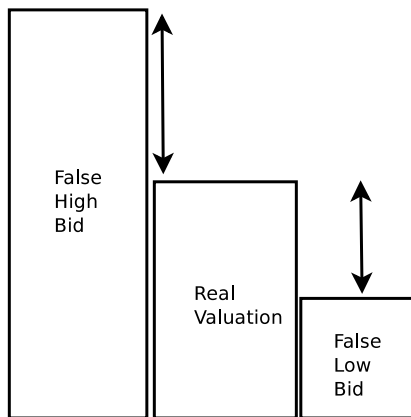 False
High
Bid
Real
Valuation
False
Low
Bid